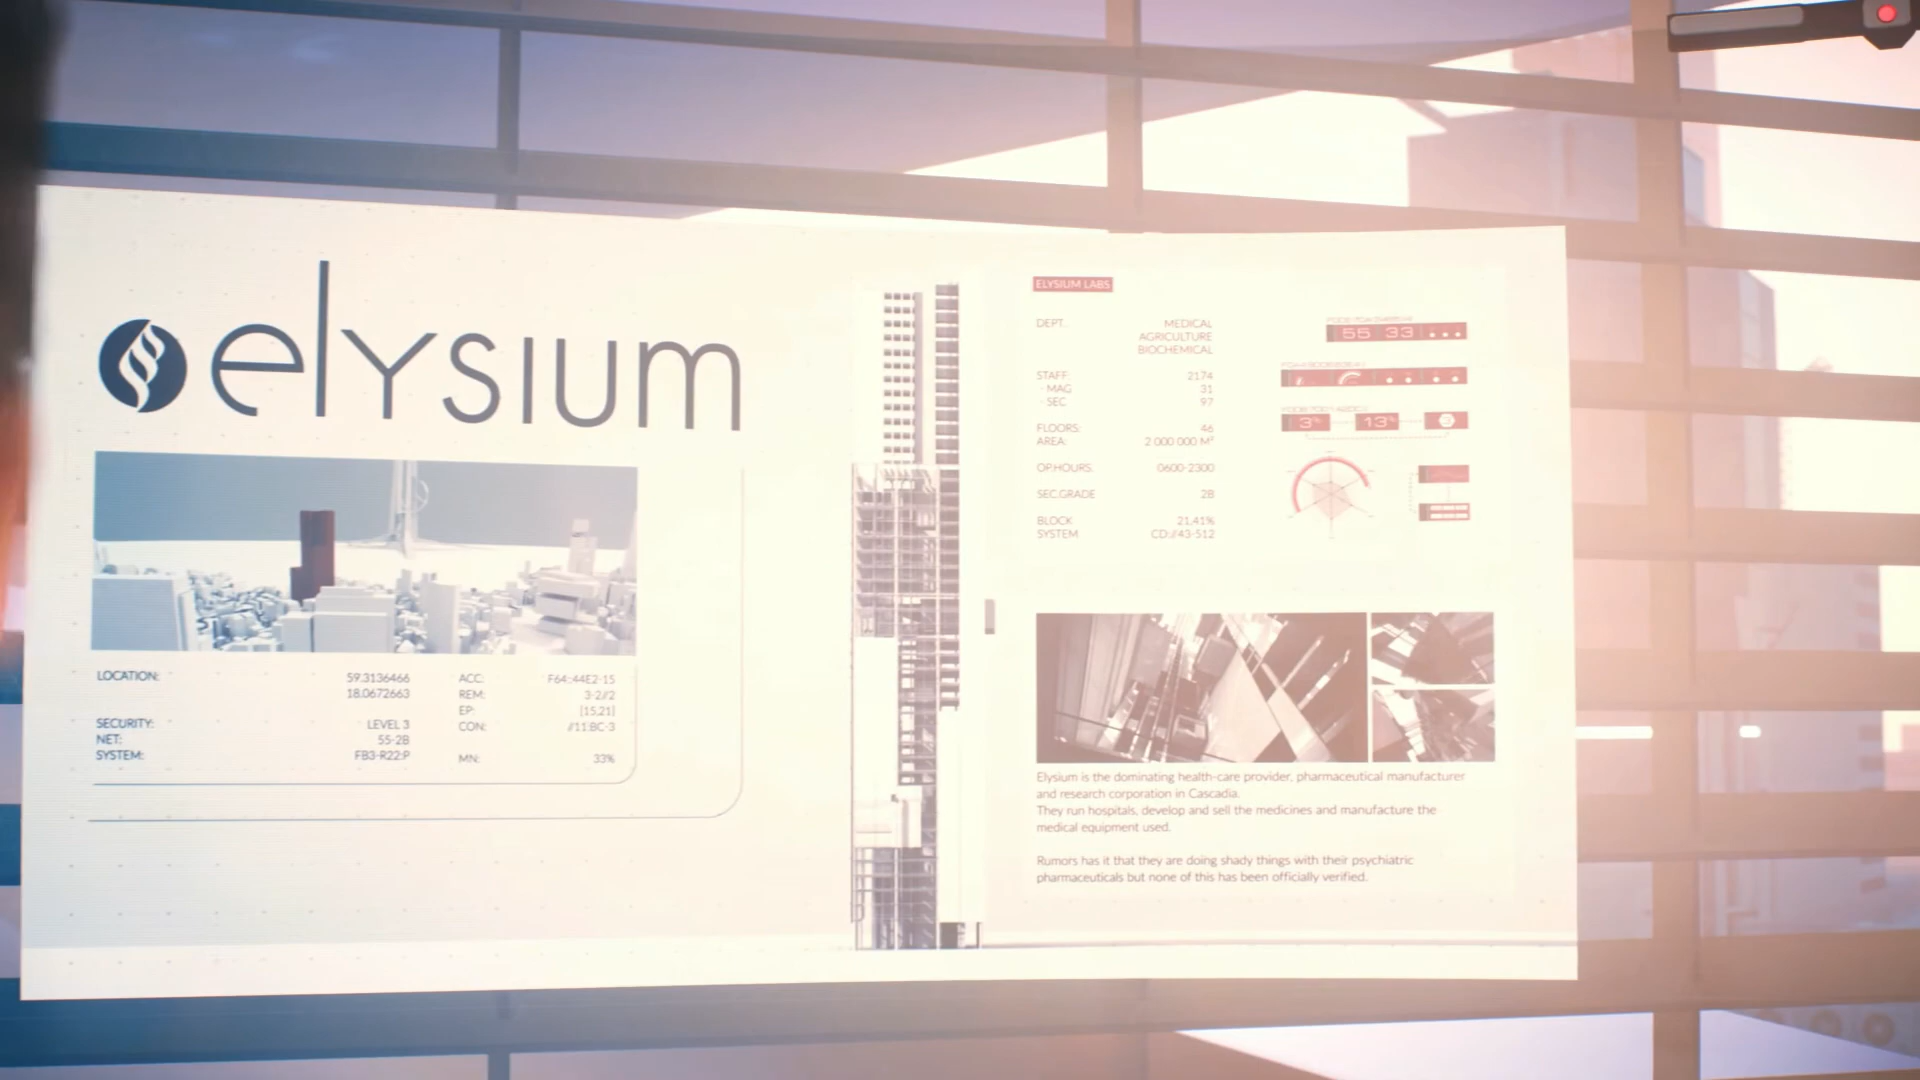 elysium
LOCATION: 59.3136466
18.0672663
SECURITY: LEVEL 3
NET: 55-2B
SYSTEM: FB3-R22:P
ACC: F64::44E2-15
REM: 3-2//2
EP: [15,21]
CON: //11:BC-3
MN: 33%
ELYSIUM LABS
DEPT. MEDICAL
AGRICULTURE
BIOCHEMICAL
STAFF: 2174
- MAG 31
- SEC 97
FLOORS: 46
AREA: 2 000 000 M²
OP.HOURS. 0600-2300
SEC.GRADE 2B
BLOCK 21,41%
SYSTEM CD://43-512
55 33
3% 13%
Elysium is the dominating health-care provider, pharmaceutical manufacturer
and research corporation in Cascadia.
They run hospitals, develop and sell the medicines and manufacture the
medical equipment used.
Rumors has it that they are doing shady things with their psychiatric
pharmaceuticals but none of this has been officially verified.